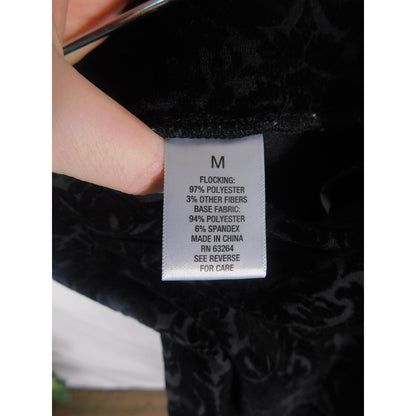 M
FLOCKING:
97% POLYESTER
3% OTHER FIBERS
BASE FABRIC:
94% POLYESTER
6% SPANDEX
MADE IN CHINA
RN 63264
SEE REVERSE
FOR CARE